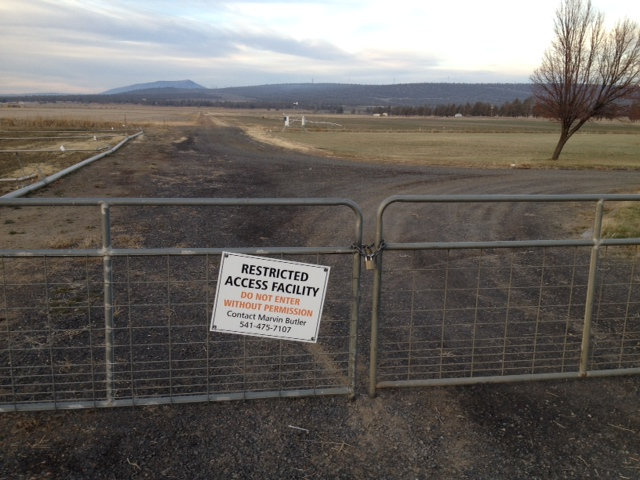 RESTRICTED
ACCESS FACILITY
DO NOT ENTER
WITHOUT PERMISSION
Contact Marvin Butler
541-475-7107